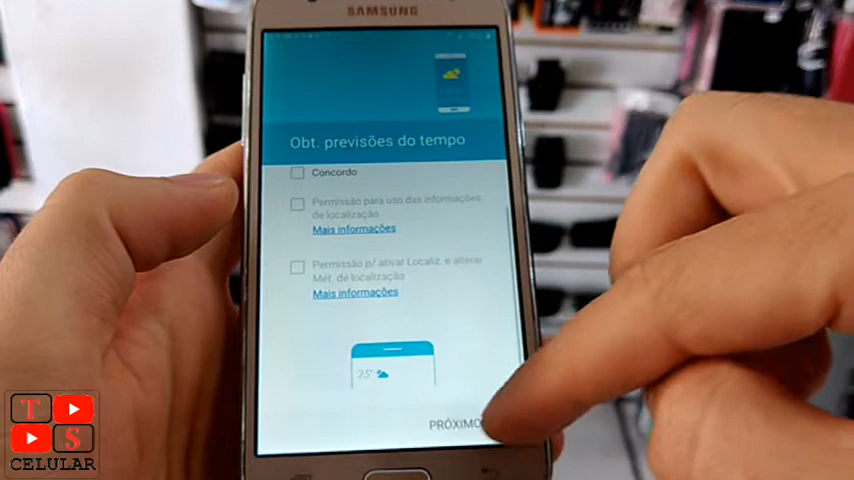 SAMSUNG
Obt. previsões do tempo
Concordo
Permissão para uso das informações
de localização
Mais informações
Permissão p/ ativar Localiz. e alterar
Mét. de localização
Mais informações
23°
PRÓXIMO
T
S
CELULAR